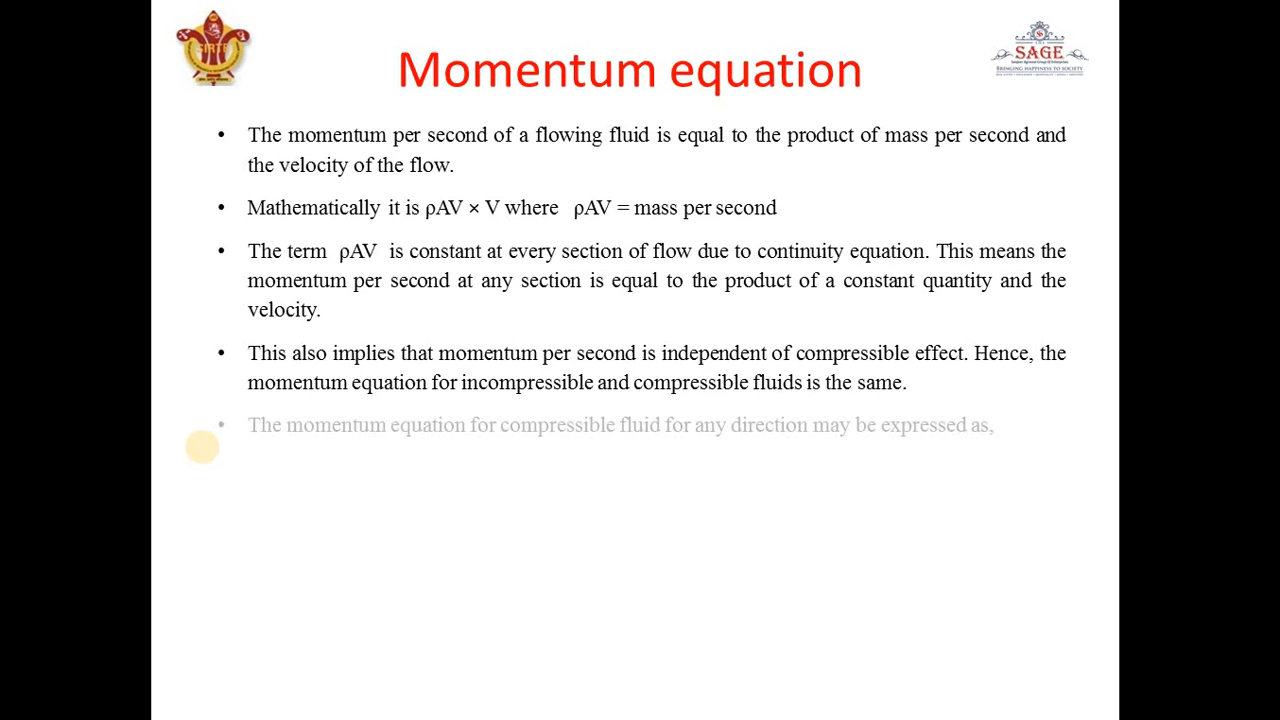 SIRTE
SAGE
BRINGING HAPPINESS TO SOCIETY
Momentum equation
• The momentum per second of a flowing fluid is equal to the product of mass per second and
the velocity of the flow.
• Mathematically it is ρAV × V where ρAV = mass per second
• The term ρAV is constant at every section of flow due to continuity equation. This means the
momentum per second at any section is equal to the product of a constant quantity and the
velocity.
• This also implies that momentum per second is independent of compressible effect. Hence, the
momentum equation for incompressible and compressible fluids is the same.
• The momentum equation for compressible fluid for any direction may be expressed as,